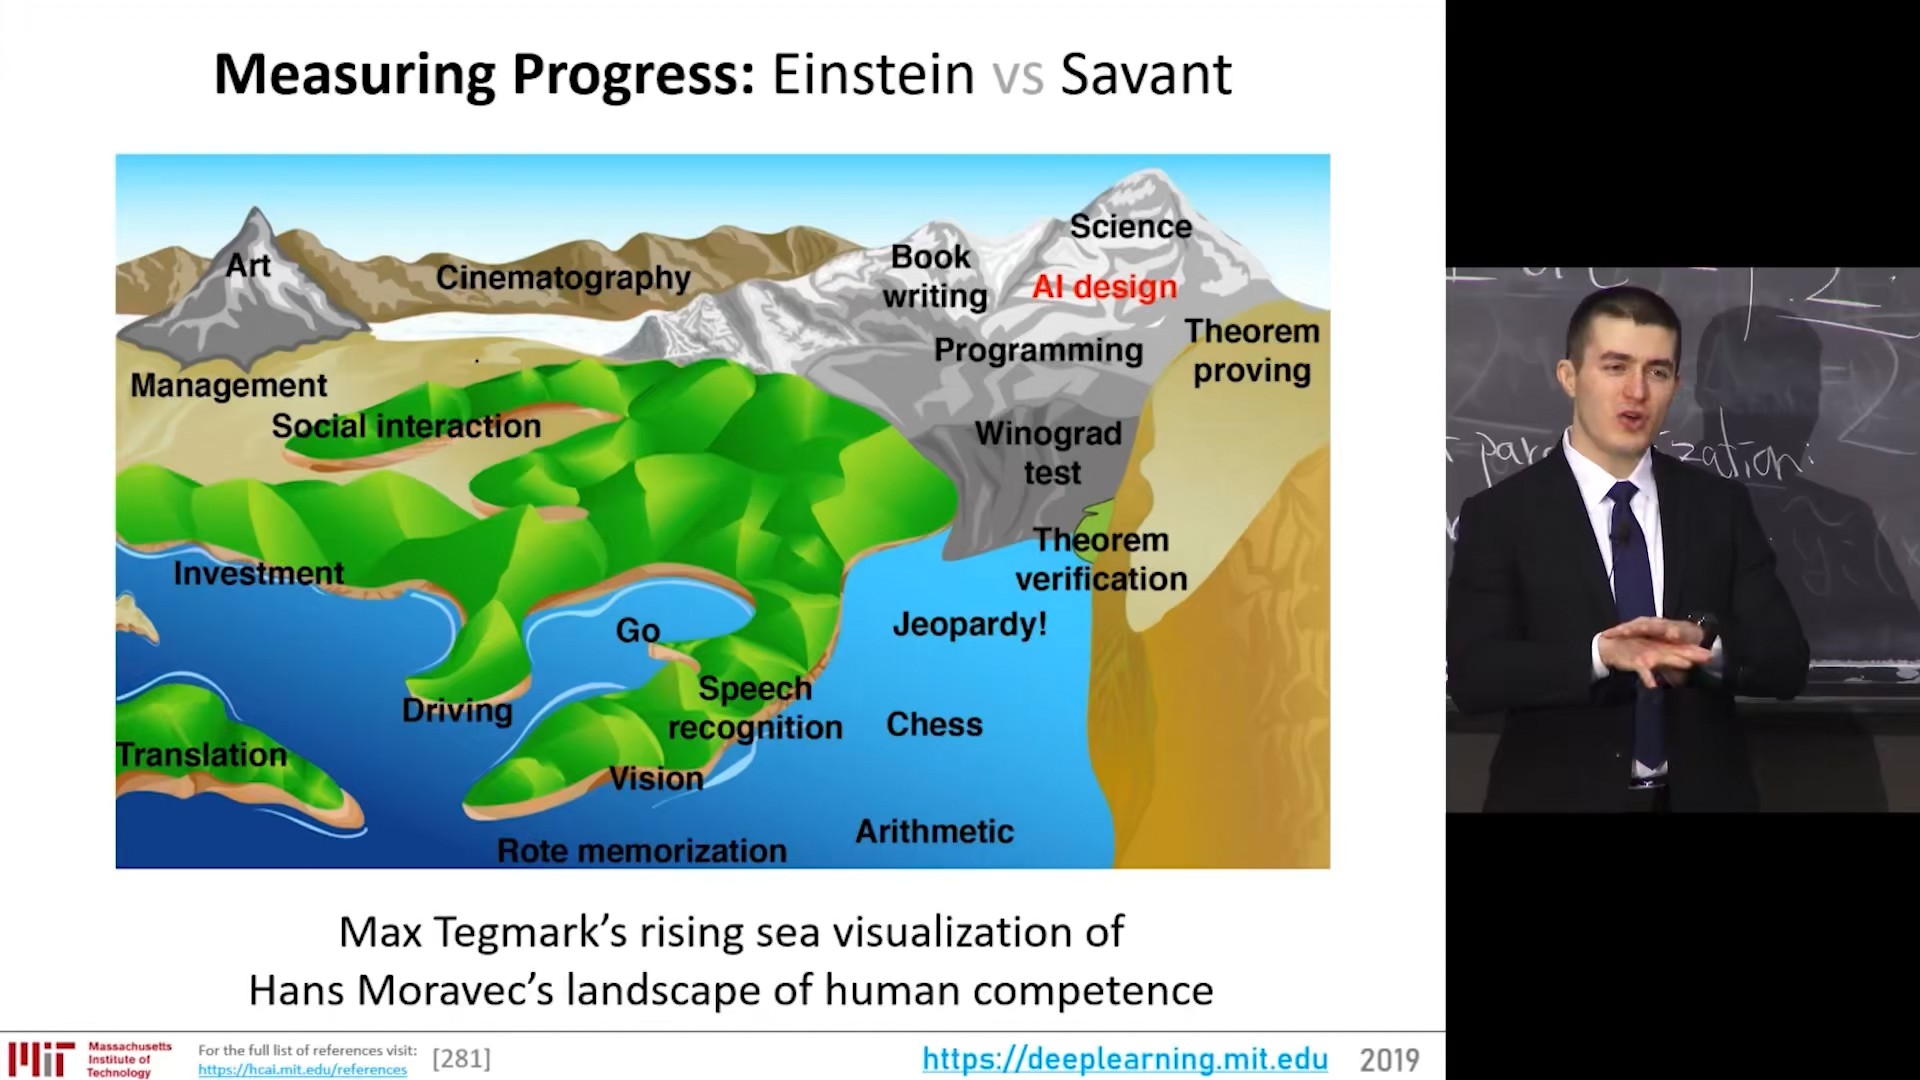 Measuring Progress: Einstein vs Savant
Science
Book
writing
Art
Cinematography
AI design
Theorem
proving
Programming
Management
Social interaction
Winograd
test
Theorem
verification
Investment
Jeopardy!
Go
Speech
recognition
Driving
Chess
Translation
Vision
Arithmetic
Rote memorization
Max Tegmark’s rising sea visualization of
Hans Moravec’s landscape of human competence
MIT
Massachusetts
Institute of
Technology
For the full list of references visit:
https://hcai.mit.edu/references
[281]
https://deeplearning.mit.edu 2019